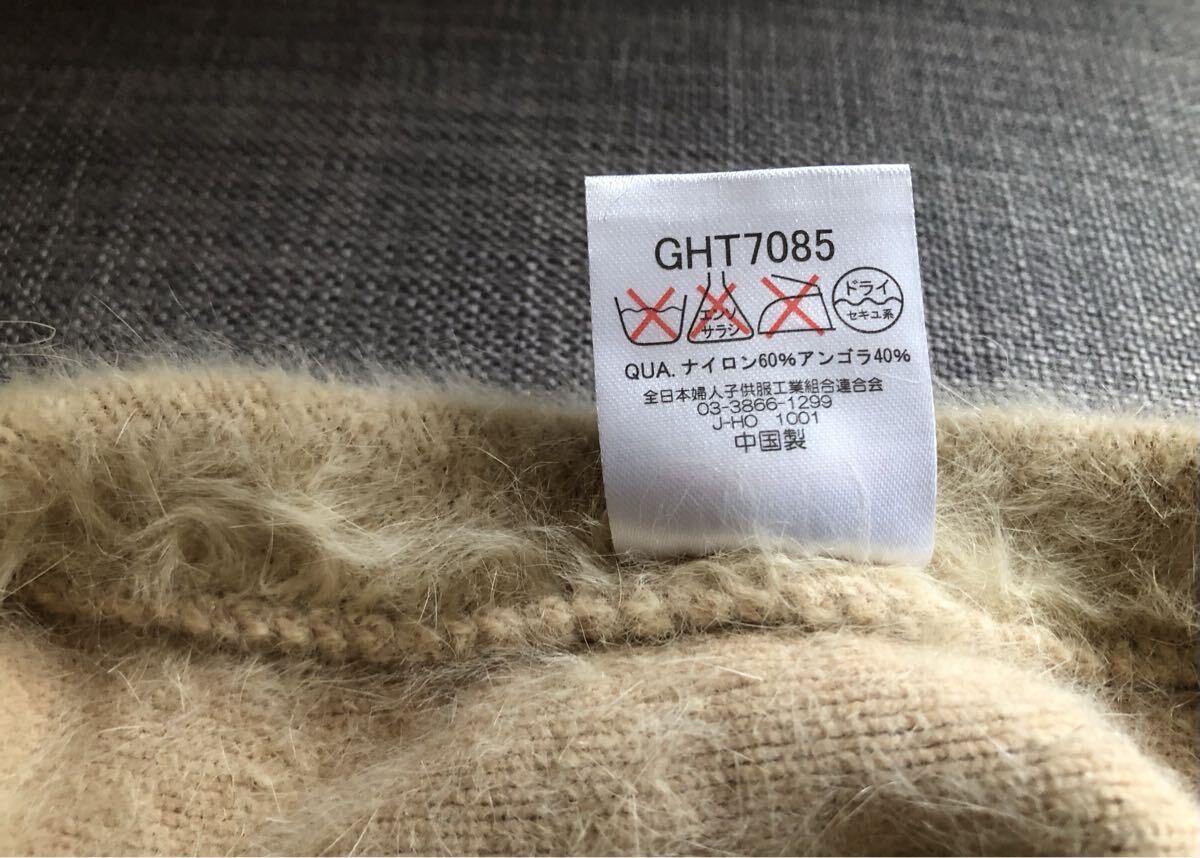 GHT7085
エンソ サラシ ドライ セキユ系
QUA. ナイロン60%アンゴラ40%
全日本婦人子供服工業組合連合会
03-3866-1299
J-HO 1001
中国製